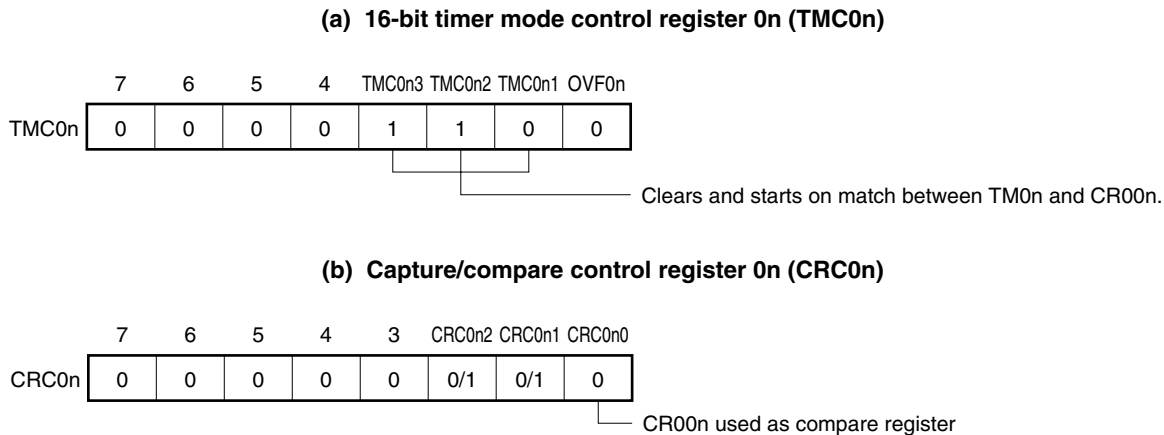 (a) 16-bit timer mode control register 0n (TMC0n)
7 6 5 4 TMC0n3 TMC0n2 TMC0n1 OVF0n
TMC0n 0 0 0 0 1 1 0 0
Clears and starts on match between TM0n and CR00n.
(b) Capture/compare control register 0n (CRC0n)
7 6 5 4 3 CRC0n2 CRC0n1 CRC0n0
CRC0n 0 0 0 0 0 0/1 0/1 0
CR00n used as compare register